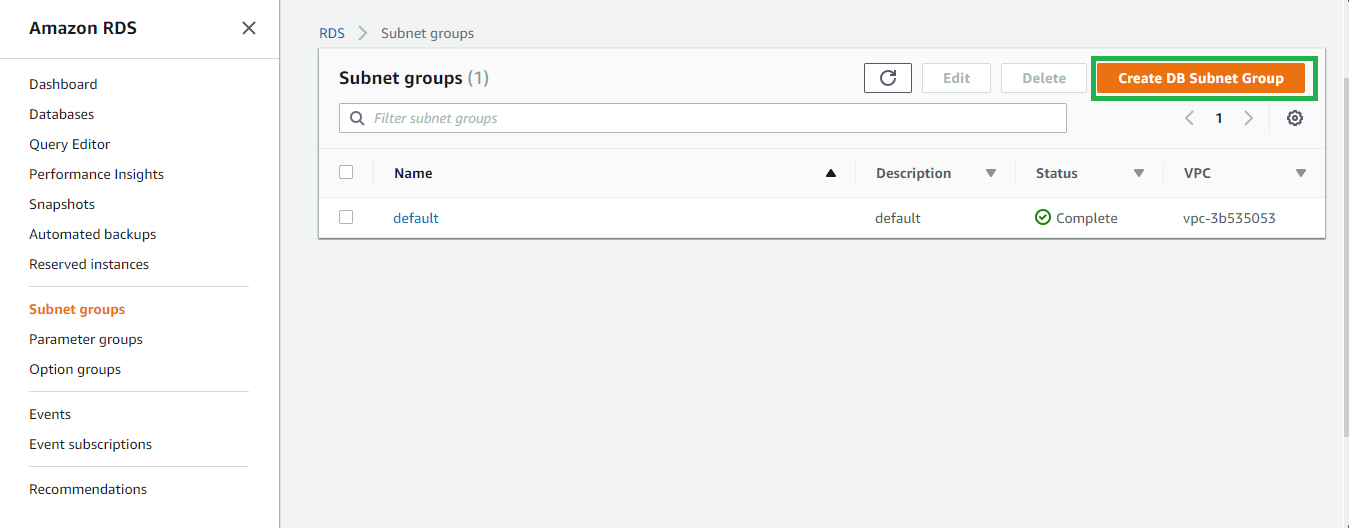 Amazon RDS
Dashboard
Databases
Query Editor
Performance Insights
Snapshots
Automated backups
Reserved instances
Subnet groups
Parameter groups
Option groups
Events
Event subscriptions
Recommendations
RDS Subnet groups
Subnet groups (1) Edit Delete Create DB Subnet Group
Filter subnet groups 1
Name Description Status VPC
default default Complete vpc-3b535053